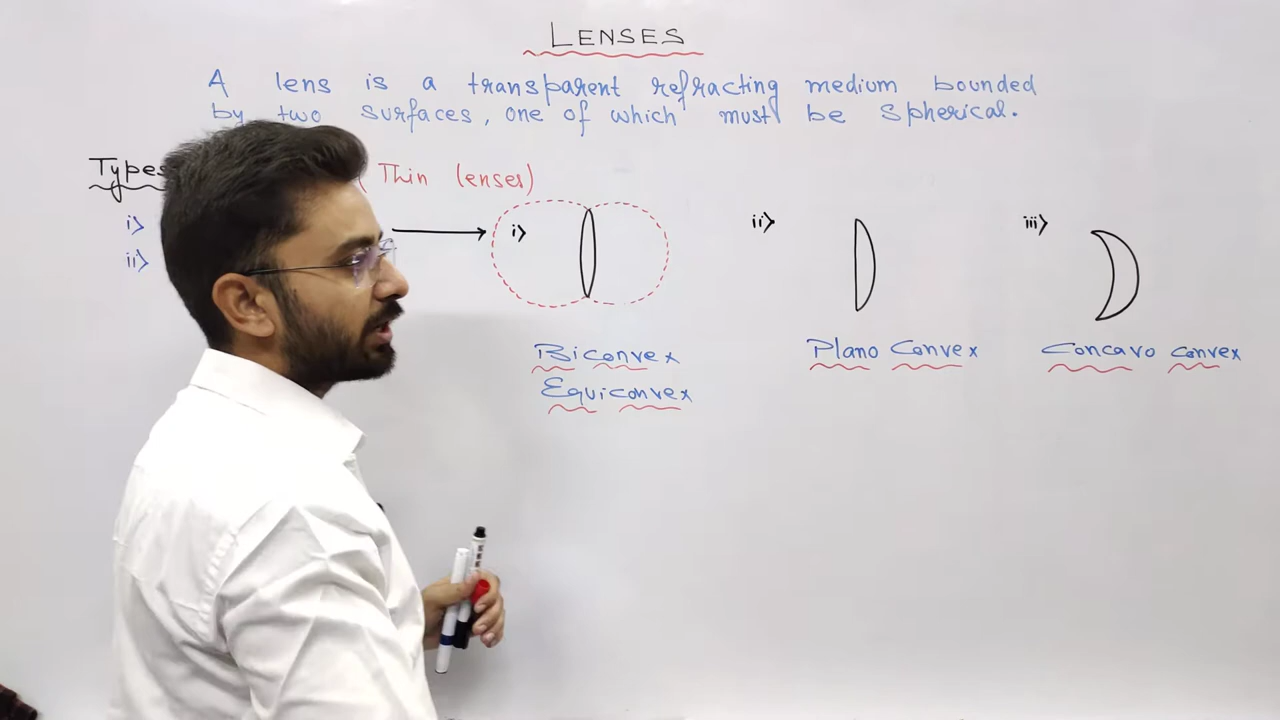 LENSES
A lens is a transparent refracting medium bounded
by two surfaces, one of which must be spherical.
Types (Thin lenses)
i>
ii>
i>
ii>
iii>
Biconvex
Equiconvex
Plano Convex
Concavo convex